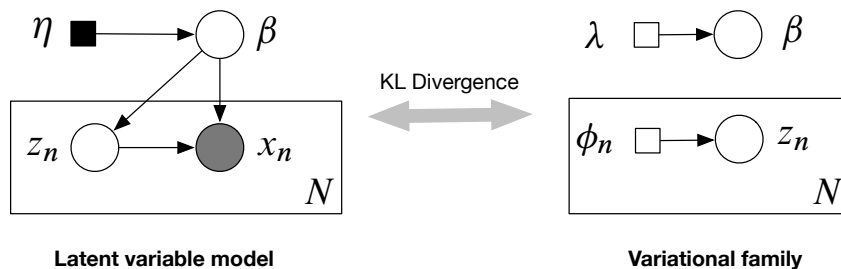 η
β
z_n
x_n
N
Latent variable model
KL Divergence
λ
β
ϕ_n
z_n
N
Variational family